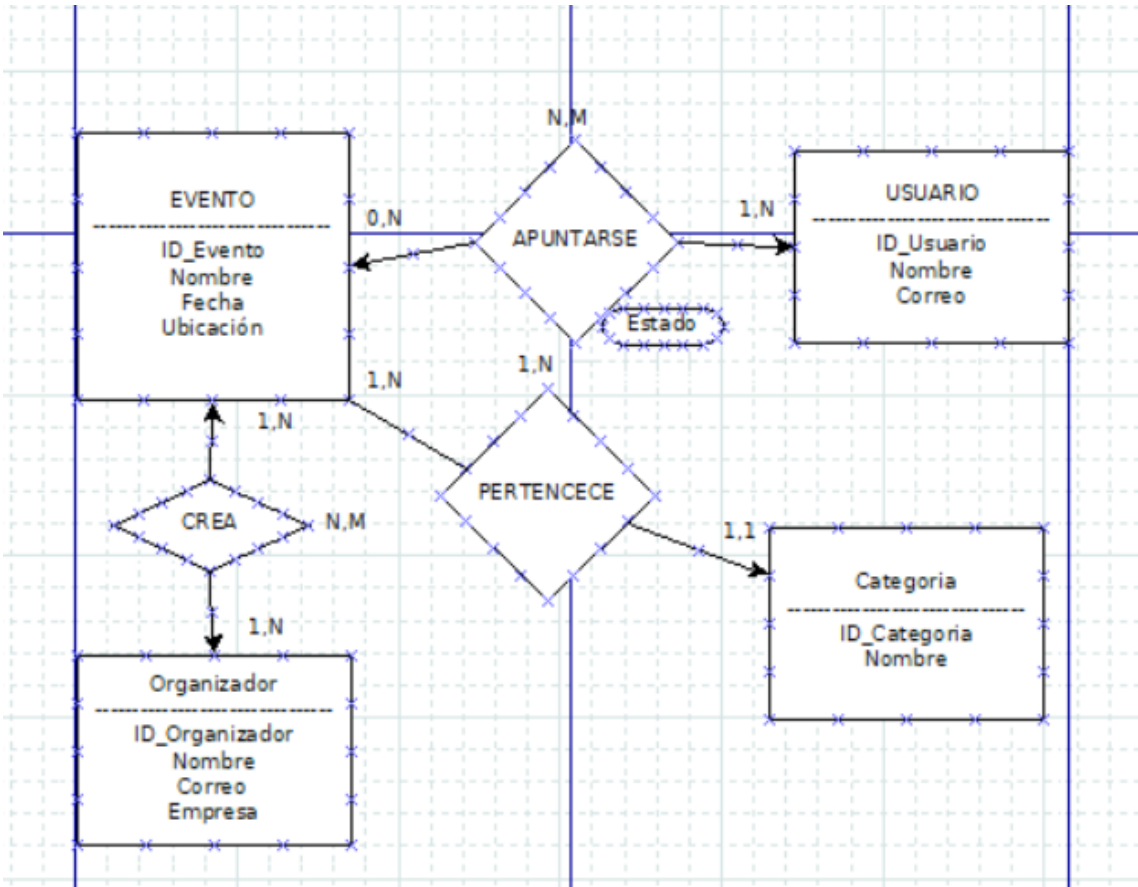 N,M
EVENTO
------------------------------------
ID_Evento
Nombre
Fecha
Ubicación
0,N
APUNTARSE
1,N
USUARIO
------------------------------------
ID_Usuario
Nombre
Correo
Estado
1,N
1,N
1,N
CREA
N,M
PERTENCECE
1,1
Categoria
------------------------------------
ID_Categoria
Nombre
1,N
Organizador
------------------------------------
ID_Organizador
Nombre
Correo
Empresa